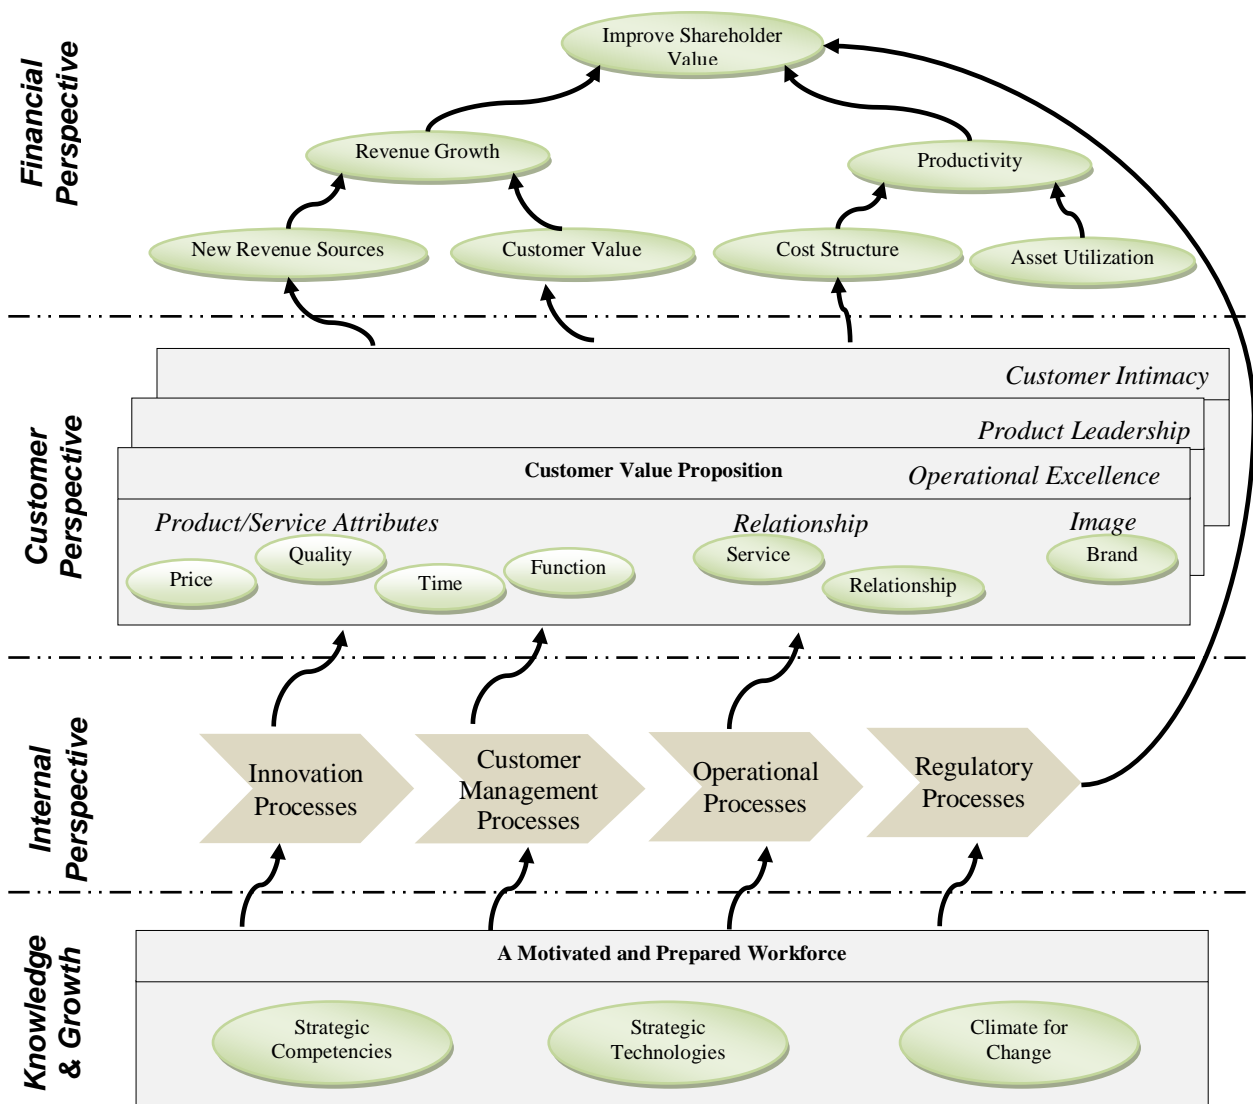 Financial
Perspective
Improve Shareholder
Value
Revenue Growth
Productivity
New Revenue Sources
Customer Value
Cost Structure
Asset Utilization
Customer
Perspective
Customer Intimacy
Product Leadership
Customer Value Proposition
Operational Excellence
Product/Service Attributes
Relationship
Image
Price
Quality
Time
Function
Service
Relationship
Brand
Internal
Perspective
Innovation
Processes
Customer
Management
Processes
Operational
Processes
Regulatory
Processes
Knowledge
& Growth
A Motivated and Prepared Workforce
Strategic
Competencies
Strategic
Technologies
Climate for
Change